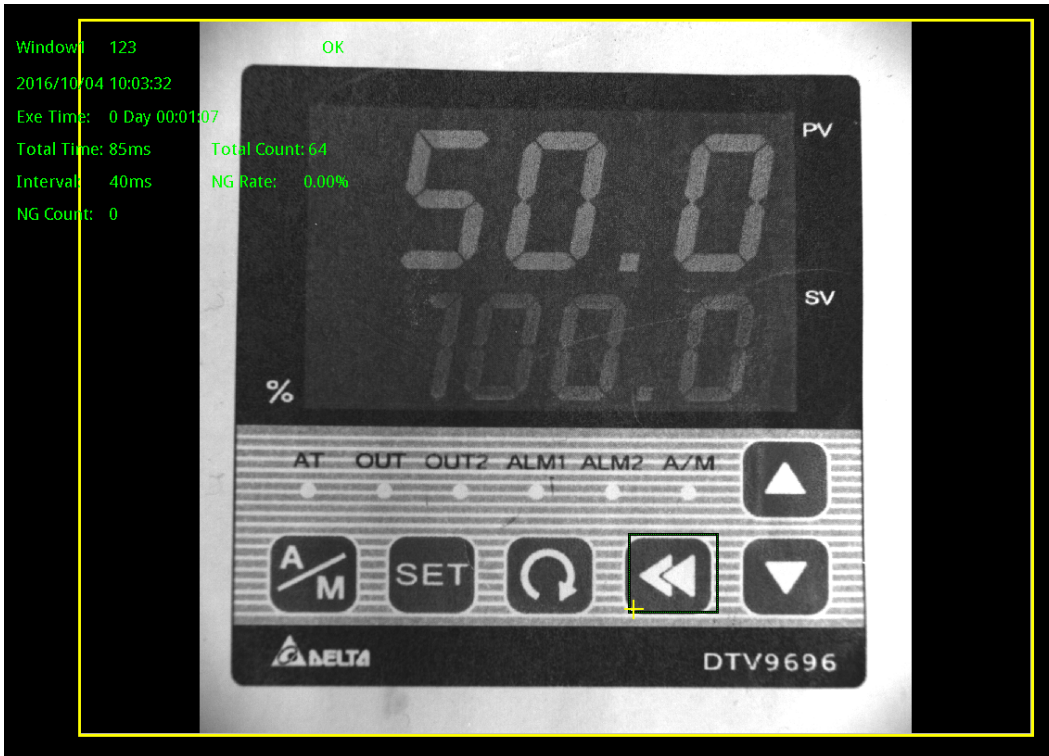 Window1 123 OK
2016/10/04 10:03:32
Exe Time: 0 Day 00:01:07
Total Time: 85ms Total Count: 64
Interval: 40ms NG Rate: 0.00%
NG Count: 0
50.0 PV
SV
100.0
%
AT OUT OUT2 ALM1 ALM2 A/M
A/M SET
DELTA DTV9696